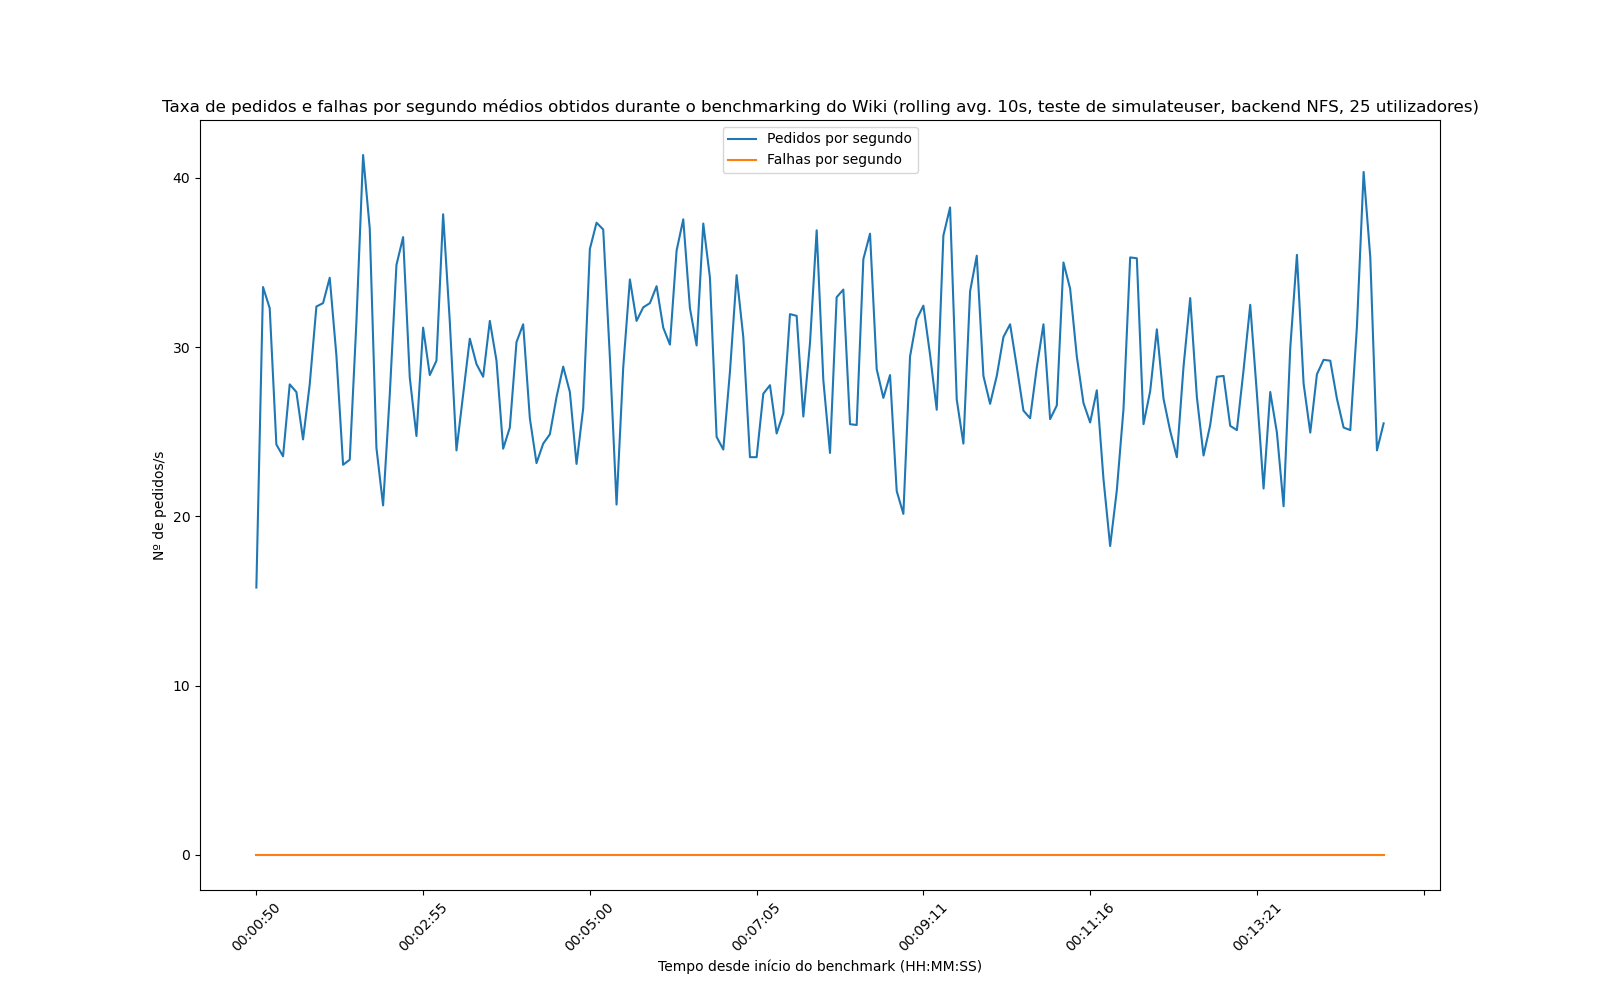 Taxa de pedidos e falhas por segundo médios obtidos durante o benchmarking do Wiki (rolling avg. 10s, teste de simulateuser, backend NFS, 25 utilizadores)
Pedidos por segundo
Falhas por segundo
40
30
20
10
0
Nº de pedidos/s
00:00:50
00:02:55
00:05:00
00:07:05
00:09:11
00:11:16
00:13:21
Tempo desde início do benchmark (HH:MM:SS)